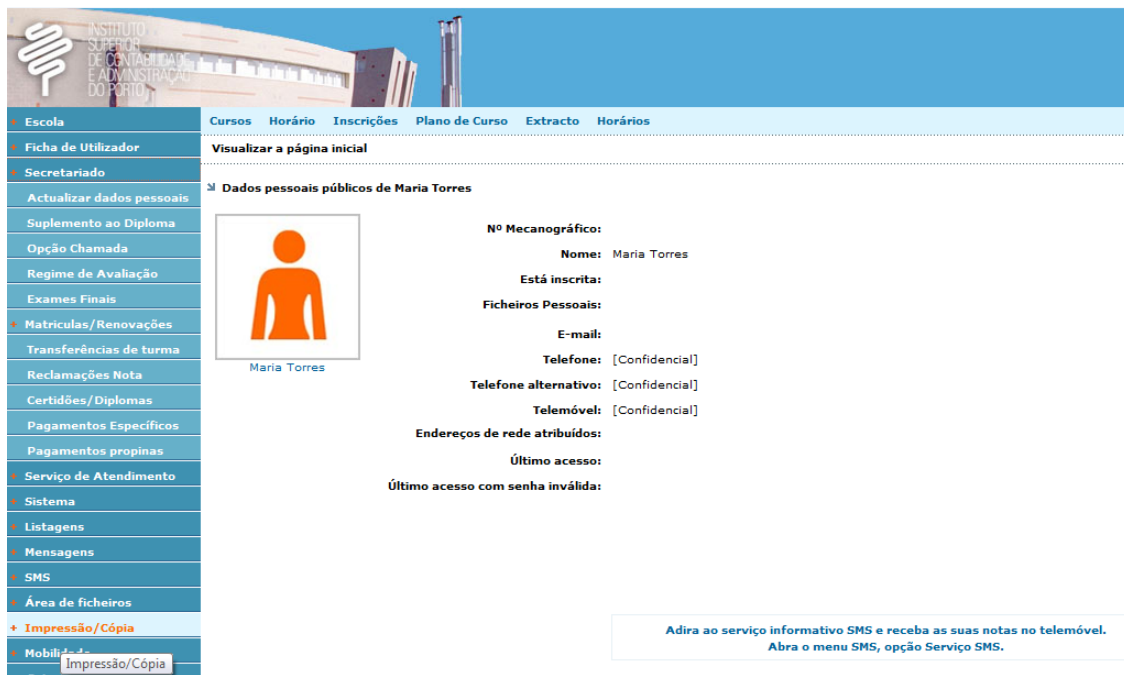 INSTITUTO
SUPERIOR
DE CONTABILIDADE
E ADMINISTRAÇÃO
DO PORTO
Cursos Horário Inscrições Plano de Curso Extracto Horários
Visualizar a página inicial
Escola
Ficha de Utilizador
Secretariado
Actualizar dados pessoais
Suplemento ao Diploma
Opção Chamada
Regime de Avaliação
Exames Finais
+ Matriculas/Renovações
Transferências de turma
Reclamações Nota
Certidões/Diplomas
Pagamentos Específicos
Pagamentos propinas
Serviço de Atendimento
Sistema
Listagens
Mensagens
SMS
Área de ficheiros
+ Impressão/Cópia
Impressão/Cópia
Dados pessoais públicos de Maria Torres
Maria Torres
Nº Mecanográfico:
Nome: Maria Torres
Está inscrita:
Ficheiros Pessoais:
E-mail:
Telefone: [Confidencial]
Telefone alternativo: [Confidencial]
Telemóvel: [Confidencial]
Endereços de rede atribuídos:
Último acesso:
Último acesso com senha inválida:
Adira ao serviço informativo SMS e receba as suas notas no telemóvel.
Abra o menu SMS, opção Serviço SMS.